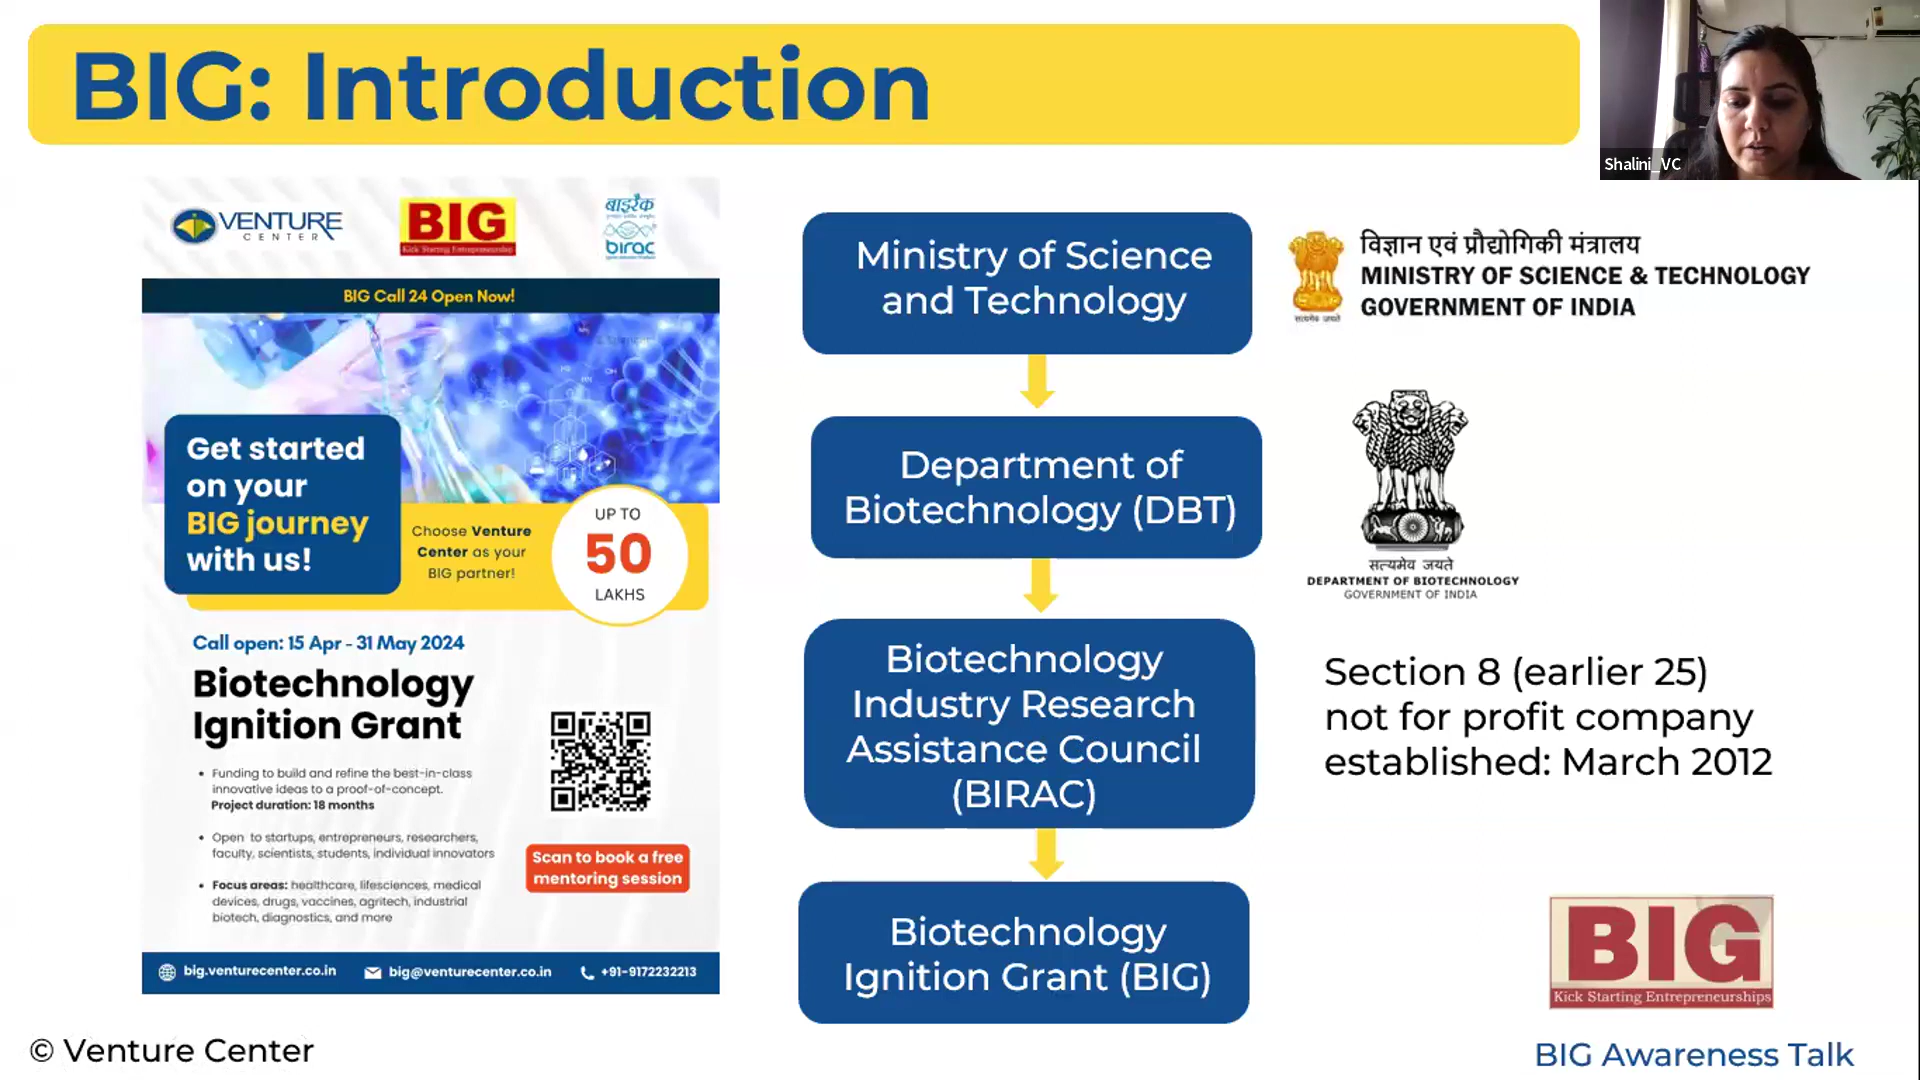 BIG: Introduction
Shalini_VC
VENTURE
CENTER
BIG
Kick Starting Entrepreneurship
बाइरैक
birac
BIG Call 24 Open Now!
Get started
on your
BIG journey
with us!
Choose Venture
Center as your
BIG partner!
UP TO
50
LAKHS
Call open: 15 Apr - 31 May 2024
Biotechnology
Ignition Grant
• Funding to build and refine the best-in-class
innovative ideas to a proof-of-concept.
Project duration: 18 months
• Open to startups, entrepreneurs, researchers,
faculty, scientists, students, individual innovators
• Focus areas: healthcare, lifesciences, medical
devices, drugs, vaccines, agritech, industrial
biotech, diagnostics, and more
Scan to book a free
mentoring session
big.venturecenter.co.in
big@venturecenter.co.in
+91-9172232213
Ministry of Science
and Technology
Department of
Biotechnology (DBT)
Biotechnology
Industry Research
Assistance Council
(BIRAC)
Biotechnology
Ignition Grant (BIG)
विज्ञान एवं प्रौद्योगिकी मंत्रालय
MINISTRY OF SCIENCE & TECHNOLOGY
GOVERNMENT OF INDIA
सत्यमेव जयते
सत्यमेव जयते
DEPARTMENT OF BIOTECHNOLOGY
GOVERNMENT OF INDIA
Section 8 (earlier 25)
not for profit company
established: March 2012
BIG
Kick Starting Entrepreneurships
© Venture Center
BIG Awareness Talk